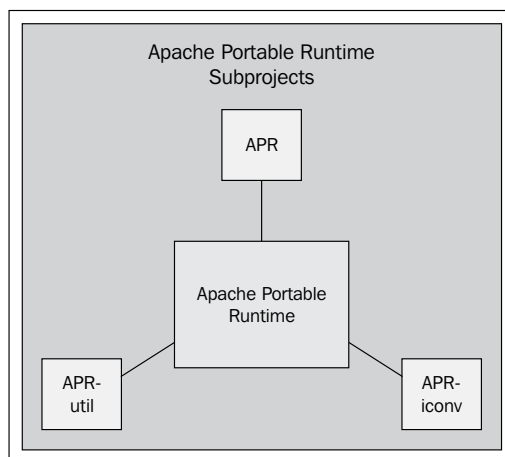 Apache Portable Runtime
Subprojects
APR
Apache Portable
Runtime
APR-
util
APR-
iconv